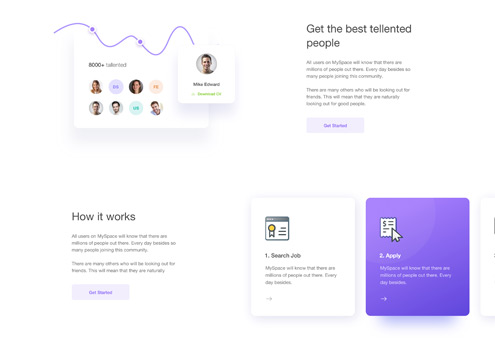 Get the best tellented
people
8000+ tallented
All users on MySpace will know that there are
millions of people out there. Every day besides so
many people joining this community.
Mike Edward
Download CV
There are many others who will be looking out for
friends. This will mean that they are naturally
looking out for good people.
Get Started
How it works
All users on MySpace will know that there are
millions of people out there. Every day besides so
many people joining this community.
There are many others who will be looking out for
friends. This will mean that they are naturally
Get Started
1. Search Job
MySpace will know that there are
millions of people out there. Every
day besides.
2. Apply
MySpace will know that there are
millions of people out there. Every
day besides.